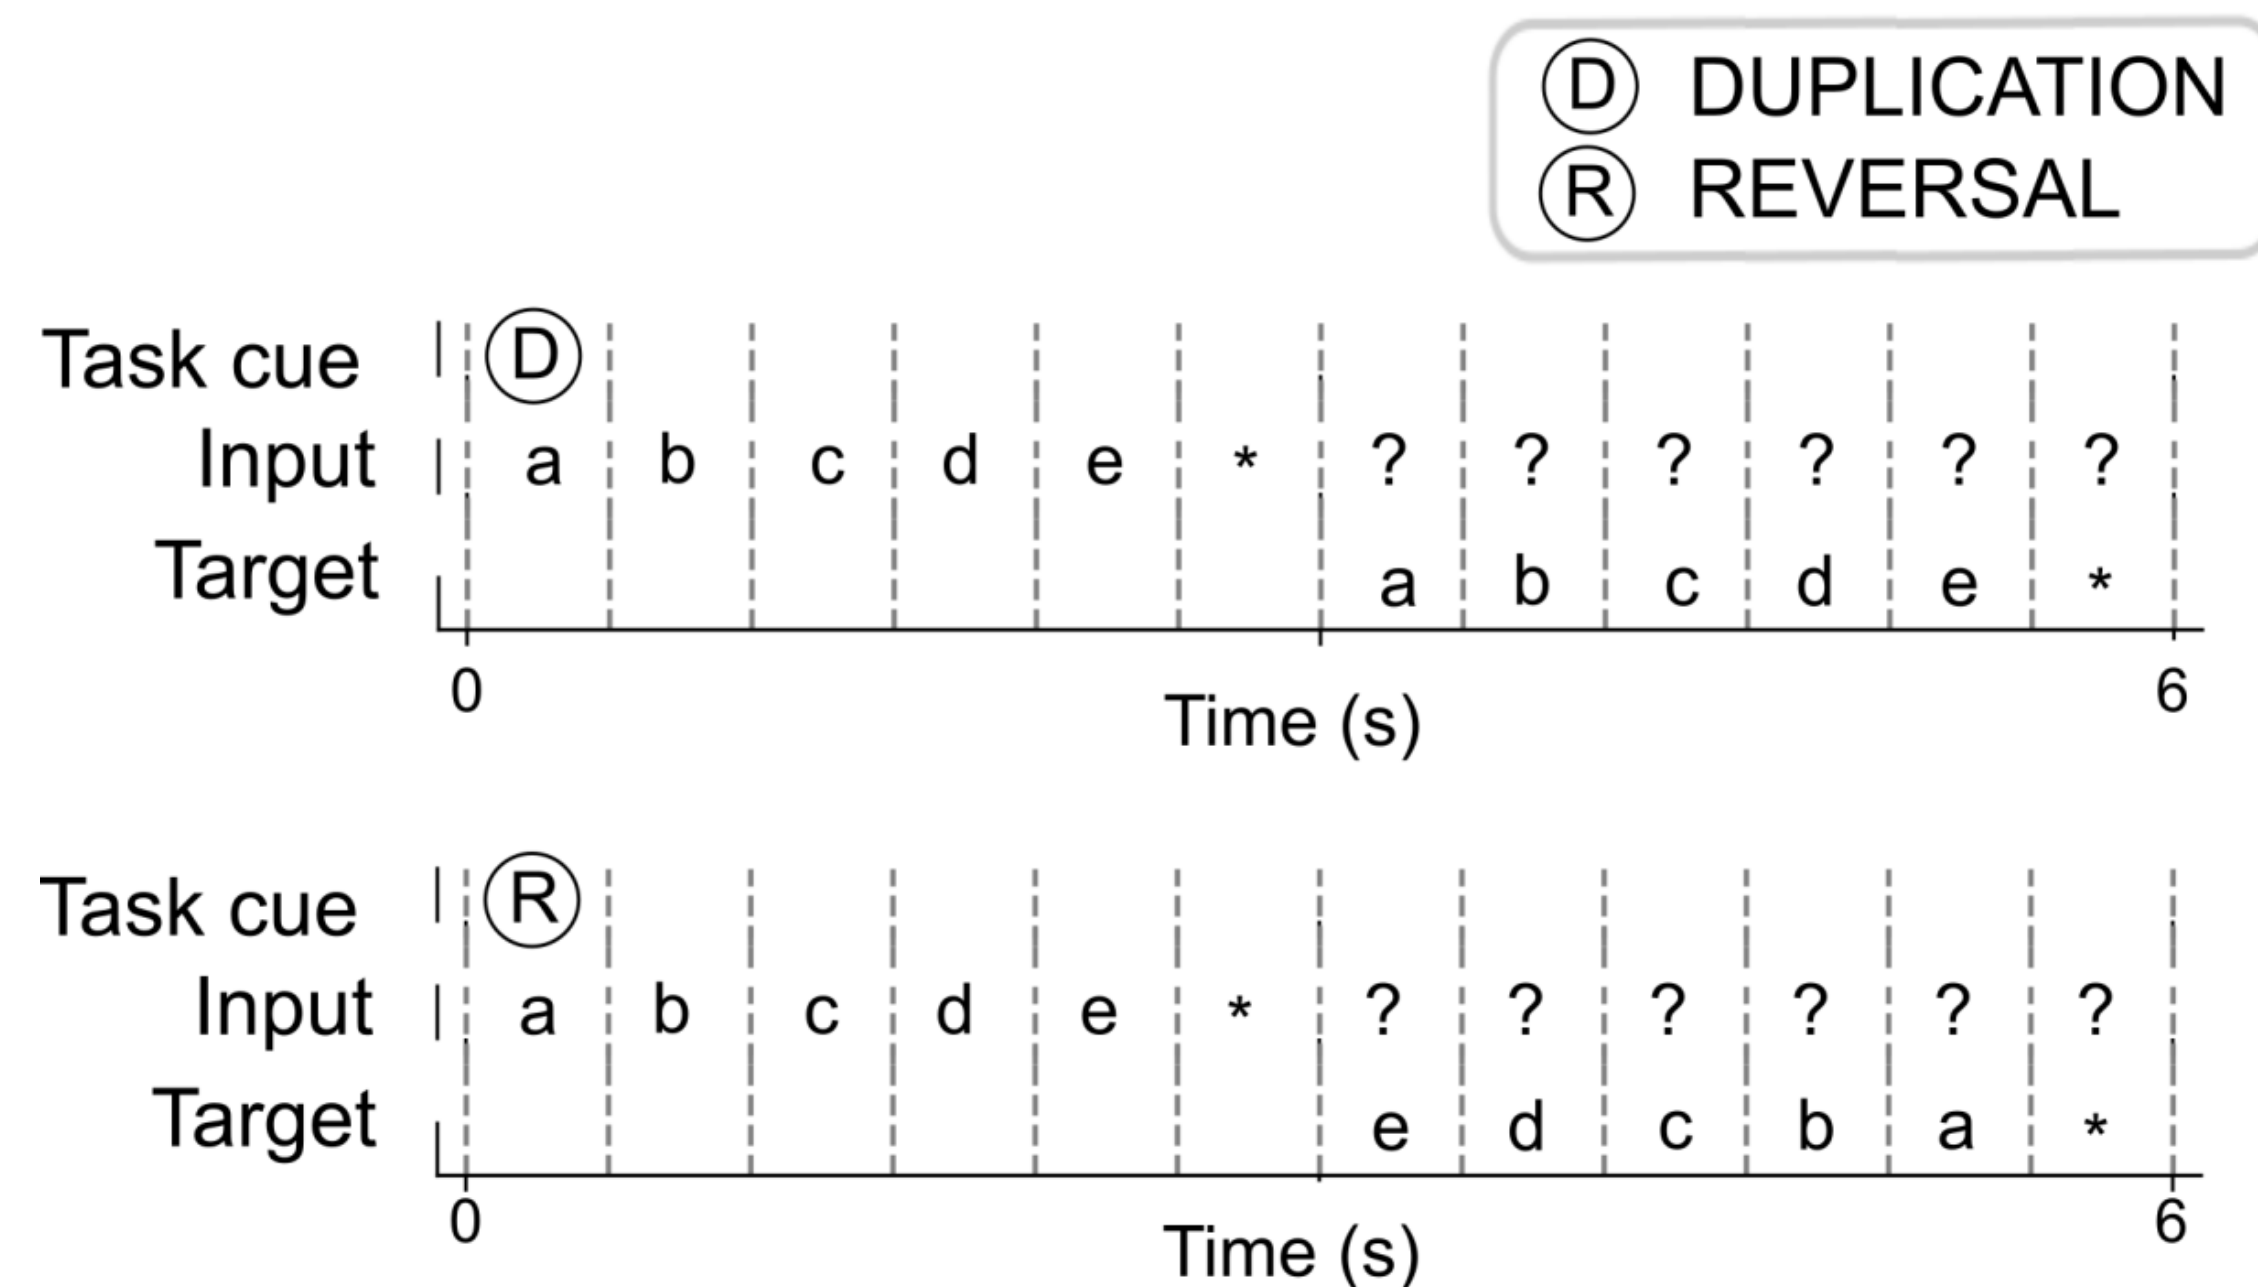 D DUPLICATION
R REVERSAL
Task cue D
Input a b c d e * ? ? ? ? ? ?
Target a b c d e *
0 6
Time (s)
Task cue R
Input a b c d e * ? ? ? ? ? ?
Target e d c b a *
0 6
Time (s)